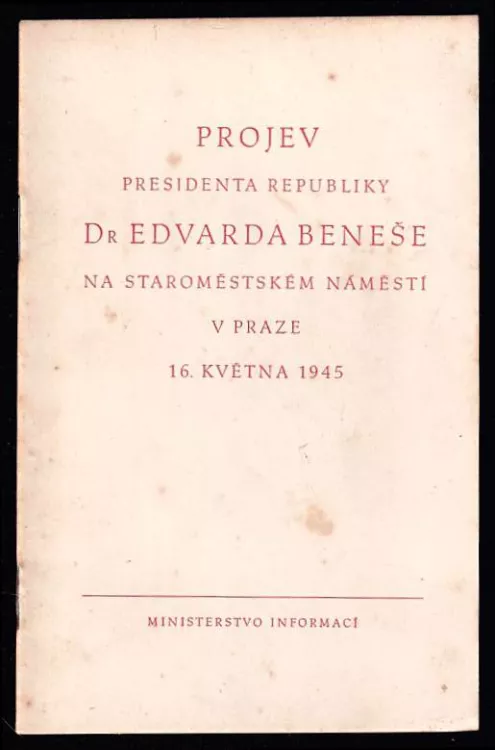 PROJEV
PRESIDENTA REPUBLIKY
DR EDVARDA BENEŠE
NA STAROMĚSTSKÉM NÁMĚSTÍ
V PRAZE
16. KVĚTNA 1945
MINISTERSTVO INFORMACÍ